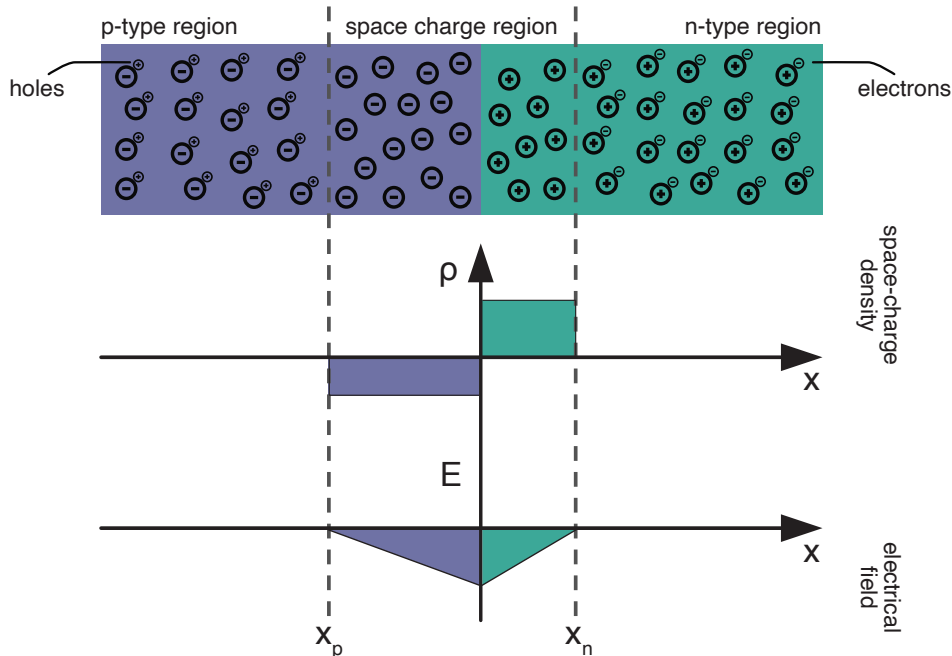 p-type region
space charge region
n-type region
holes
electrons
ρ
space-charge
density
x
E
x
electrical
field
xp
xn